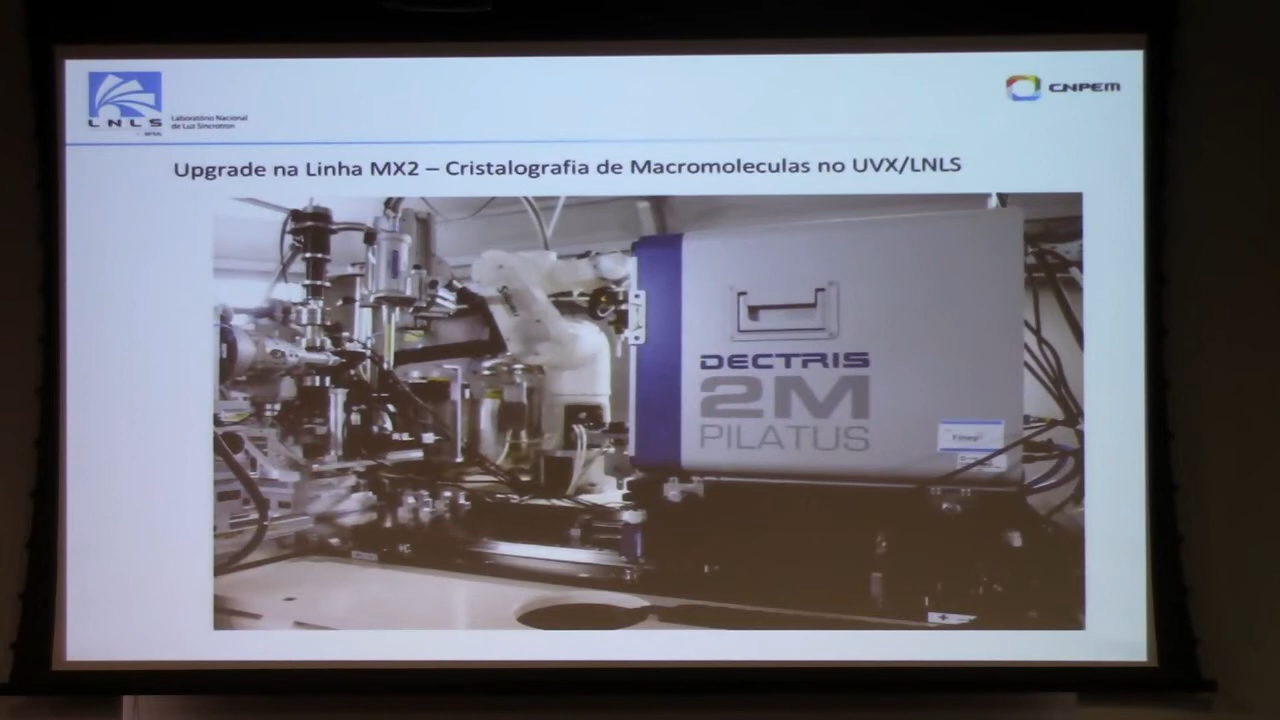 LNLS
Laboratório Nacional
de Luz Síncrotron
CNPEM
Upgrade na Linha MX2 – Cristalografia de Macromoleculas no UVX/LNLS
DECTRIS
2M
PILATUS
Finep